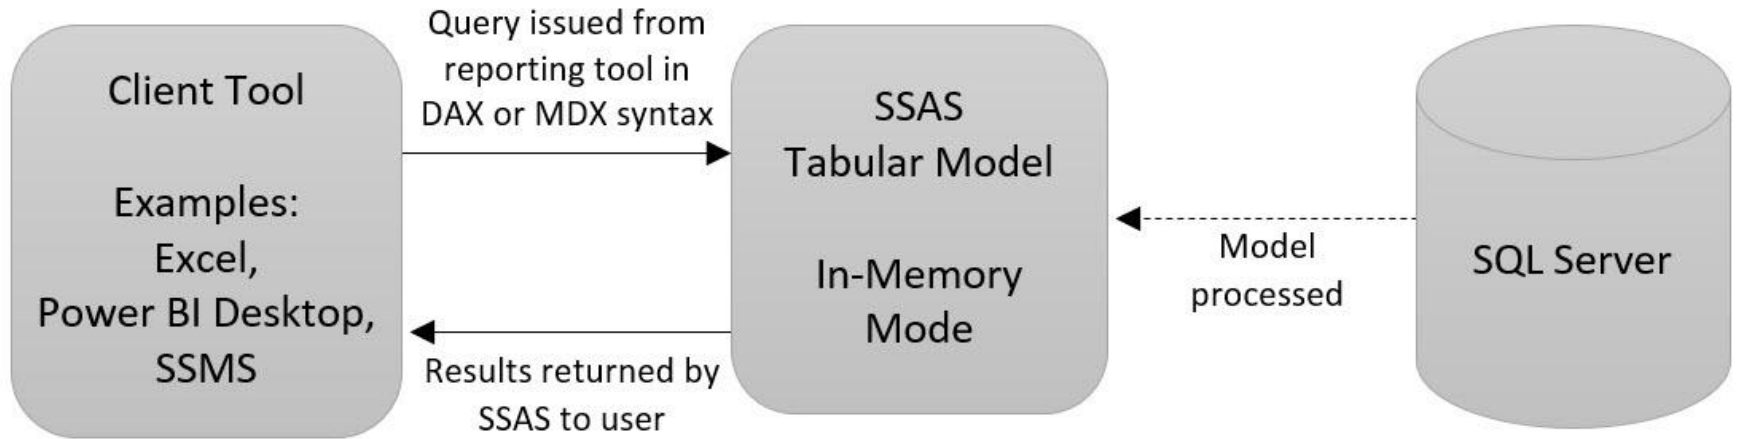 Client Tool
Examples:
Excel,
Power BI Desktop,
SSMS
Query issued from
reporting tool in
DAX or MDX syntax
Results returned by
SSAS to user
SSAS
Tabular Model
In-Memory
Mode
Model
processed
SQL Server